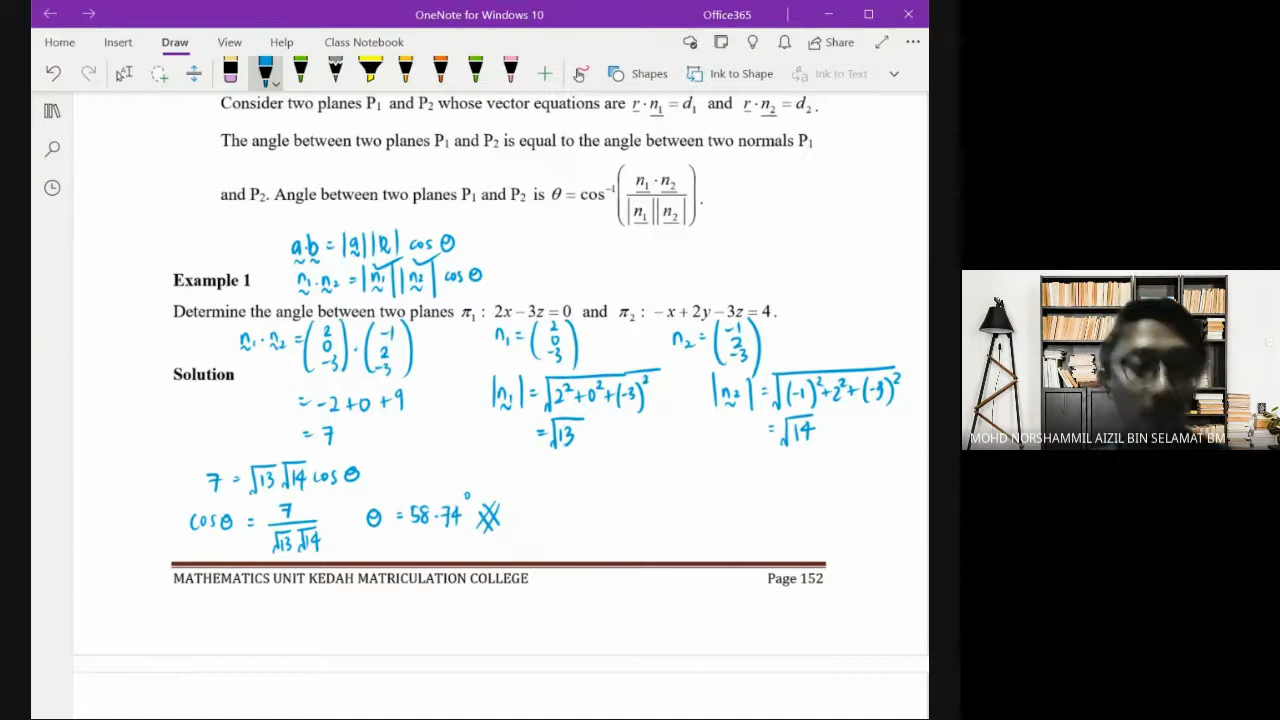 OneNote for Windows 10
Office365
Home Insert Draw View Help Class Notebook
Share
Shapes
Ink to Shape
Ink to Text
Consider two planes P₁ and P₂ whose vector equations are r · n₁ = d₁ and r · n₂ = d₂ .
The angle between two planes P₁ and P₂ is equal to the angle between two normals P₁
and P₂. Angle between two planes P₁ and P₂ is θ = cos⁻¹( n₁ · n₂ / |n₁||n₂| ).
a·b = |a||b| cos θ
Example 1
n₁·n₂ = |n₁||n₂| cos θ
Determine the angle between two planes π₁ : 2x − 3z = 0 and π₂ : −x + 2y − 3z = 4 .
n₁·n₂ = (2 0 −3) · (−1 2 −3)
n₁ = (2 0 −3)
n₂ = (−1 2 −3)
Solution
|n₁| = √2² + 0² + (−3)²
|n₂| = √(−1)² + 2² + (−3)²
= −2 + 0 + 9
= √13
= √14
= 7
7 = √13 √14 cos θ
cos θ = 7 / √13 √14
θ = 58.74°
MATHEMATICS UNIT KEDAH MATRICULATION COLLEGE
Page 152
MOHD NORSHAMMIL AIZIL BIN SELAMAT BM